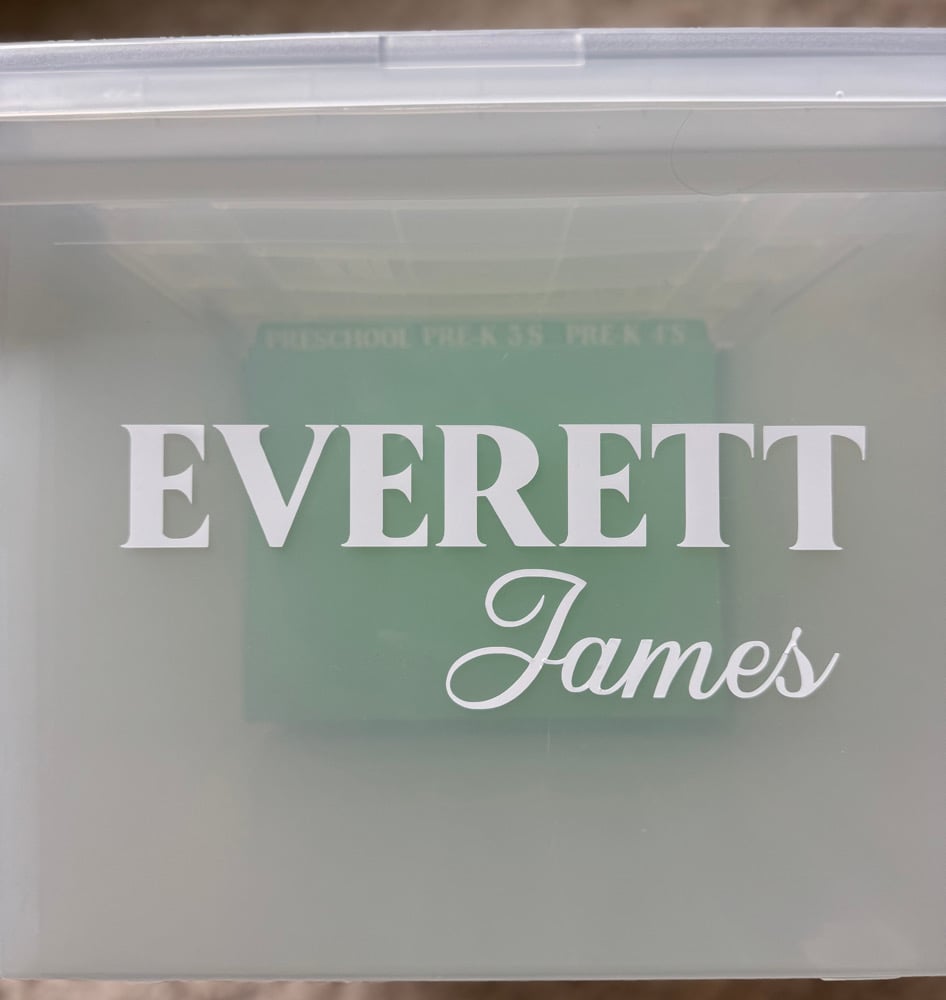 PRESCHOOL PRE-K 3'S PRE-K 4'S
EVERETT
James